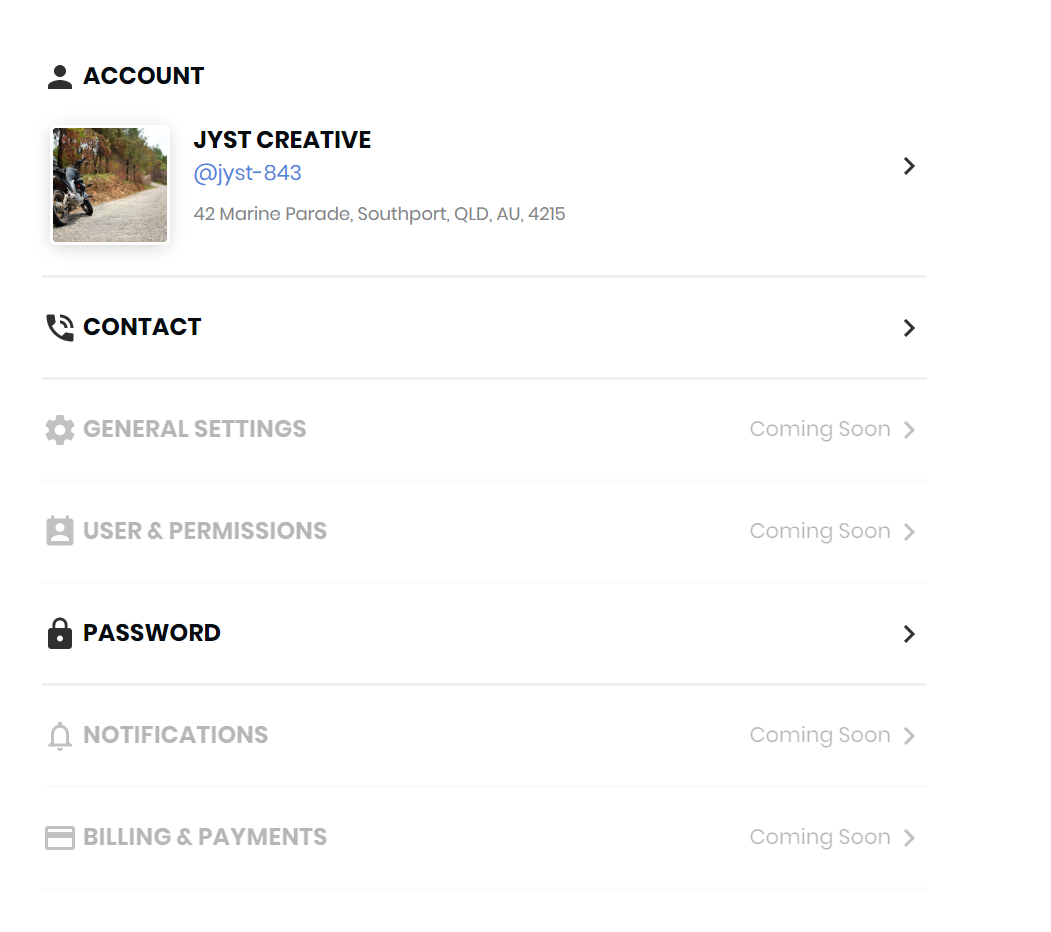 ACCOUNT
JYST CREATIVE
@jyst-843
42 Marine Parade, Southport, QLD, AU, 4215
CONTACT
GENERAL SETTINGS Coming Soon
USER & PERMISSIONS Coming Soon
PASSWORD
NOTIFICATIONS Coming Soon
BILLING & PAYMENTS Coming Soon